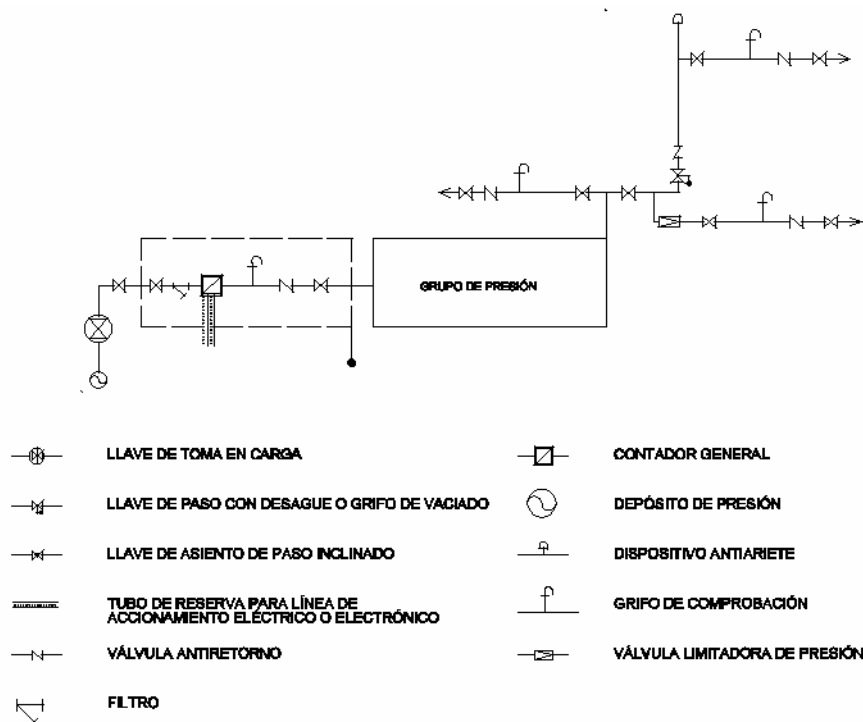 GRUPO DE PRESIÓN
LLAVE DE TOMA EN CARGA
LLAVE DE PASO CON DESAGUE O GRIFO DE VACIADO
LLAVE DE ASIENTO DE PASO INCLINADO
TUBO DE RESERVA PARA LÍNEA DE
ACCIONAMIENTO ELÉCTRICO O ELECTRÓNICO
VÁLVULA ANTIRETORNO
FILTRO
CONTADOR GENERAL
DEPÓSITO DE PRESIÓN
DISPOSITIVO ANTIARIETE
GRIFO DE COMPROBACIÓN
VÁLVULA LIMITADORA DE PRESIÓN